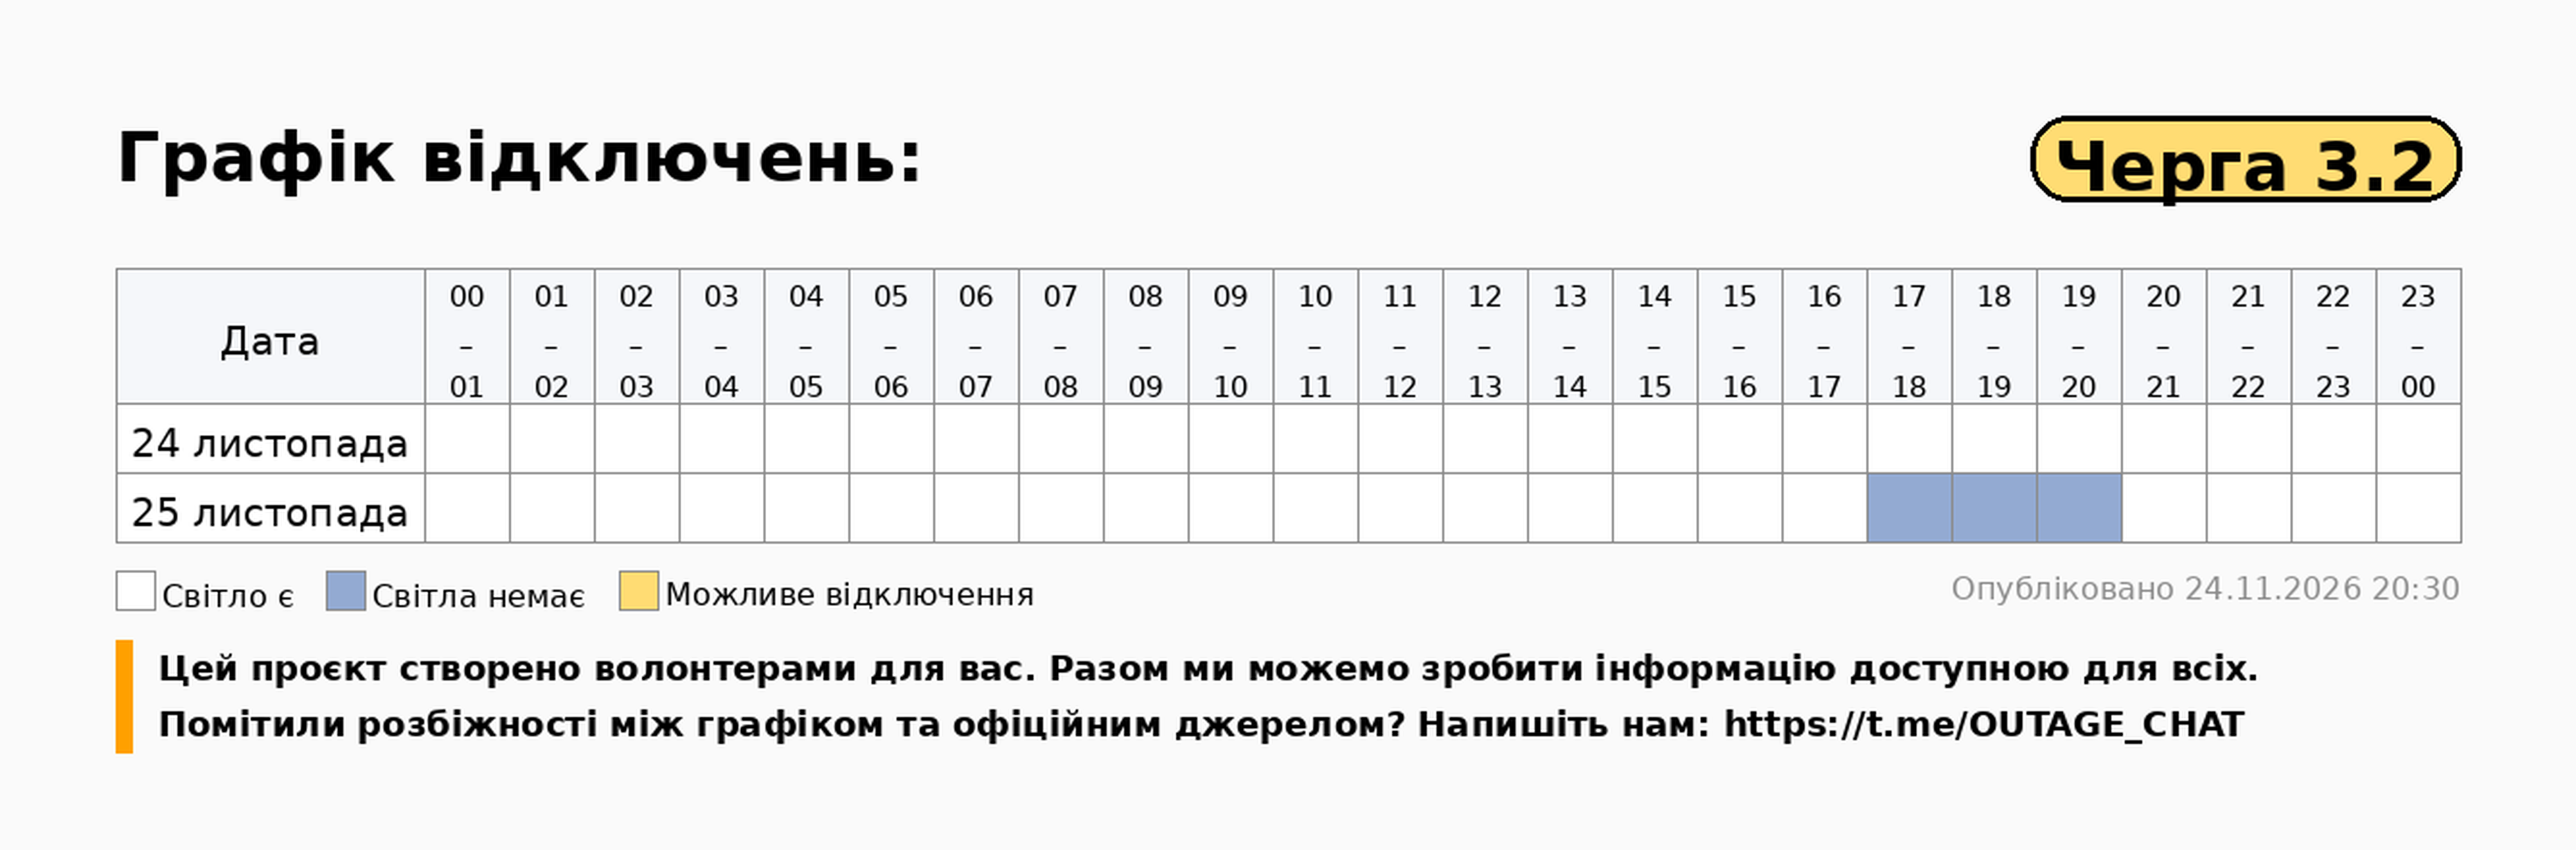 Графік відключень:
Черга 3.2
Дата 00 – 01 01 – 02 02 – 03 03 – 04 04 – 05 05 – 06 06 – 07 07 – 08 08 – 09 09 – 10 10 – 11 11 – 12 12 – 13 13 – 14 14 – 15 15 – 16 16 – 17 17 – 18 18 – 19 19 – 20 20 – 21 21 – 22 22 – 23 23 – 00
24 листопада
25 листопада
Світло є Світла немає Можливе відключення
Опубліковано 24.11.2026 20:30
Цей проєкт створено волонтерами для вас. Разом ми можемо зробити інформацію доступною для всіх.
Помітили розбіжності між графіком та офіційним джерелом? Напишіть нам: https://t.me/OUTAGE_CHAT